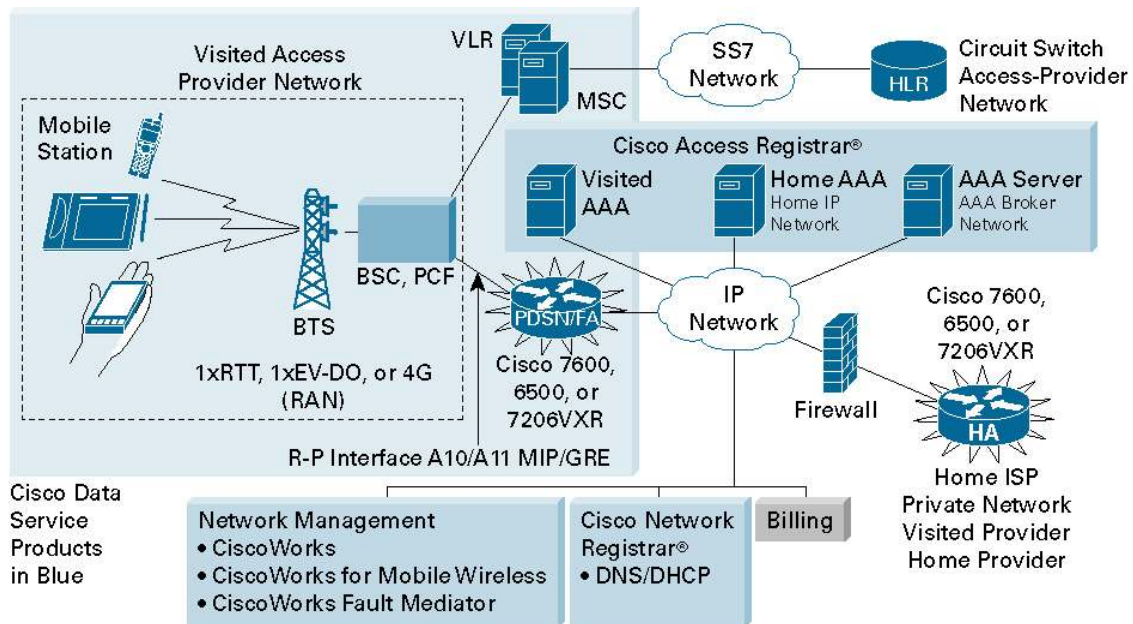 Visited Access
Provider Network
VLR
MSC
SS7
Network
HLR
Circuit Switch
Access-Provider
Network
Mobile
Station
BTS
BSC, PCF
1xRTT, 1xEV-DO, or 4G
(RAN)
PDSN/FA
Cisco 7600,
6500, or
7206VXR
R-P Interface A10/A11 MIP/GRE
Cisco Access Registrar®
Visited
AAA
Home AAA
Home IP
Network
AAA Server
AAA Broker
Network
IP
Network
Firewall
Cisco 7600,
6500, or
7206VXR
HA
Home ISP
Private Network
Visited Provider
Home Provider
Cisco Data
Service
Products
in Blue
Network Management
• CiscoWorks
• CiscoWorks for Mobile Wireless
• CiscoWorks Fault Mediator
Cisco Network
Registrar®
• DNS/DHCP
Billing